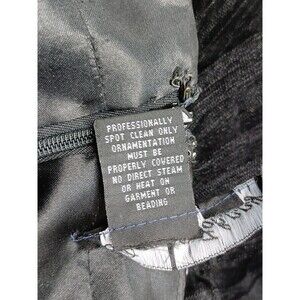 PROFESSIONALLY
SPOT CLEAN ONLY
ORNAMENTATION
MUST BE
PROPERLY COVERED
NO DIRECT STEAM
OR HEAT ON
GARMENT OR
BEADING